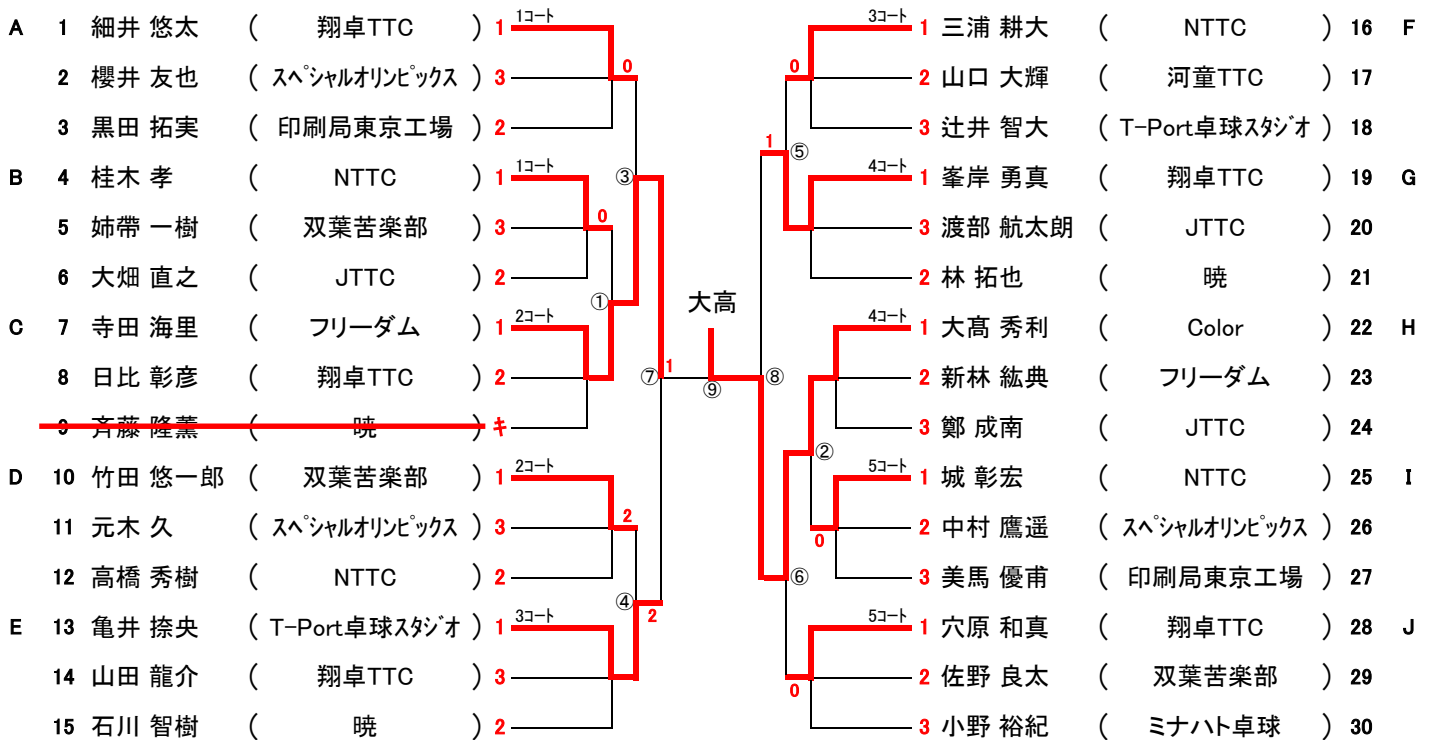 A 1 細井 悠太 ( 翔卓TTC ) 1 1コート 3コート 1 三浦 耕大 ( NTTC ) 16 F
2 櫻井 友也 ( スペシャルオリンピックス ) 3 0 0 2 山口 大輝 ( 河童TTC ) 17
3 黒田 拓実 ( 印刷局東京工場 ) 2 3 辻井 智大 ( T-Port卓球スタジオ ) 18
1 ⑤
B 4 桂木 孝 ( NTTC ) 1 1コート ③ 4コート 1 峯岸 勇真 ( 翔卓TTC ) 19 G
5 姉帶 一樹 ( 双葉苦楽部 ) 3 0 3 渡部 航太朗 ( JTTC ) 20
6 大畑 直之 ( JTTC ) 2 2 林 拓也 ( 暁 ) 21
① 大高
C 7 寺田 海里 ( フリーダム ) 1 2コート 4コート 1 大髙 秀利 ( Color ) 22 H
8 日比 彰彦 ( 翔卓TTC ) 2 ⑦ 1 ⑨ ⑧ 2 新林 紘典 ( フリーダム ) 23
9 斉藤 隆薫 ( 暁 ) キ 3 鄭 成南 ( JTTC ) 24
②
D 10 竹田 悠一郎 ( 双葉苦楽部 ) 1 2コート 5コート 1 城 彰宏 ( NTTC ) 25 I
11 元木 久 ( スペシャルオリンピックス ) 3 2 0 2 中村 鷹遥 ( スペシャルオリンピックス ) 26
12 高橋 秀樹 ( NTTC ) 2 ⑥ 3 美馬 優甫 ( 印刷局東京工場 ) 27
④ 2
E 13 亀井 捺央 ( T-Port卓球スタジオ ) 1 3コート 5コート 1 穴原 和真 ( 翔卓TTC ) 28 J
14 山田 龍介 ( 翔卓TTC ) 3 0 2 佐野 良太 ( 双葉苦楽部 ) 29
15 石川 智樹 ( 暁 ) 2 3 小野 裕紀 ( ミナハト卓球 ) 30